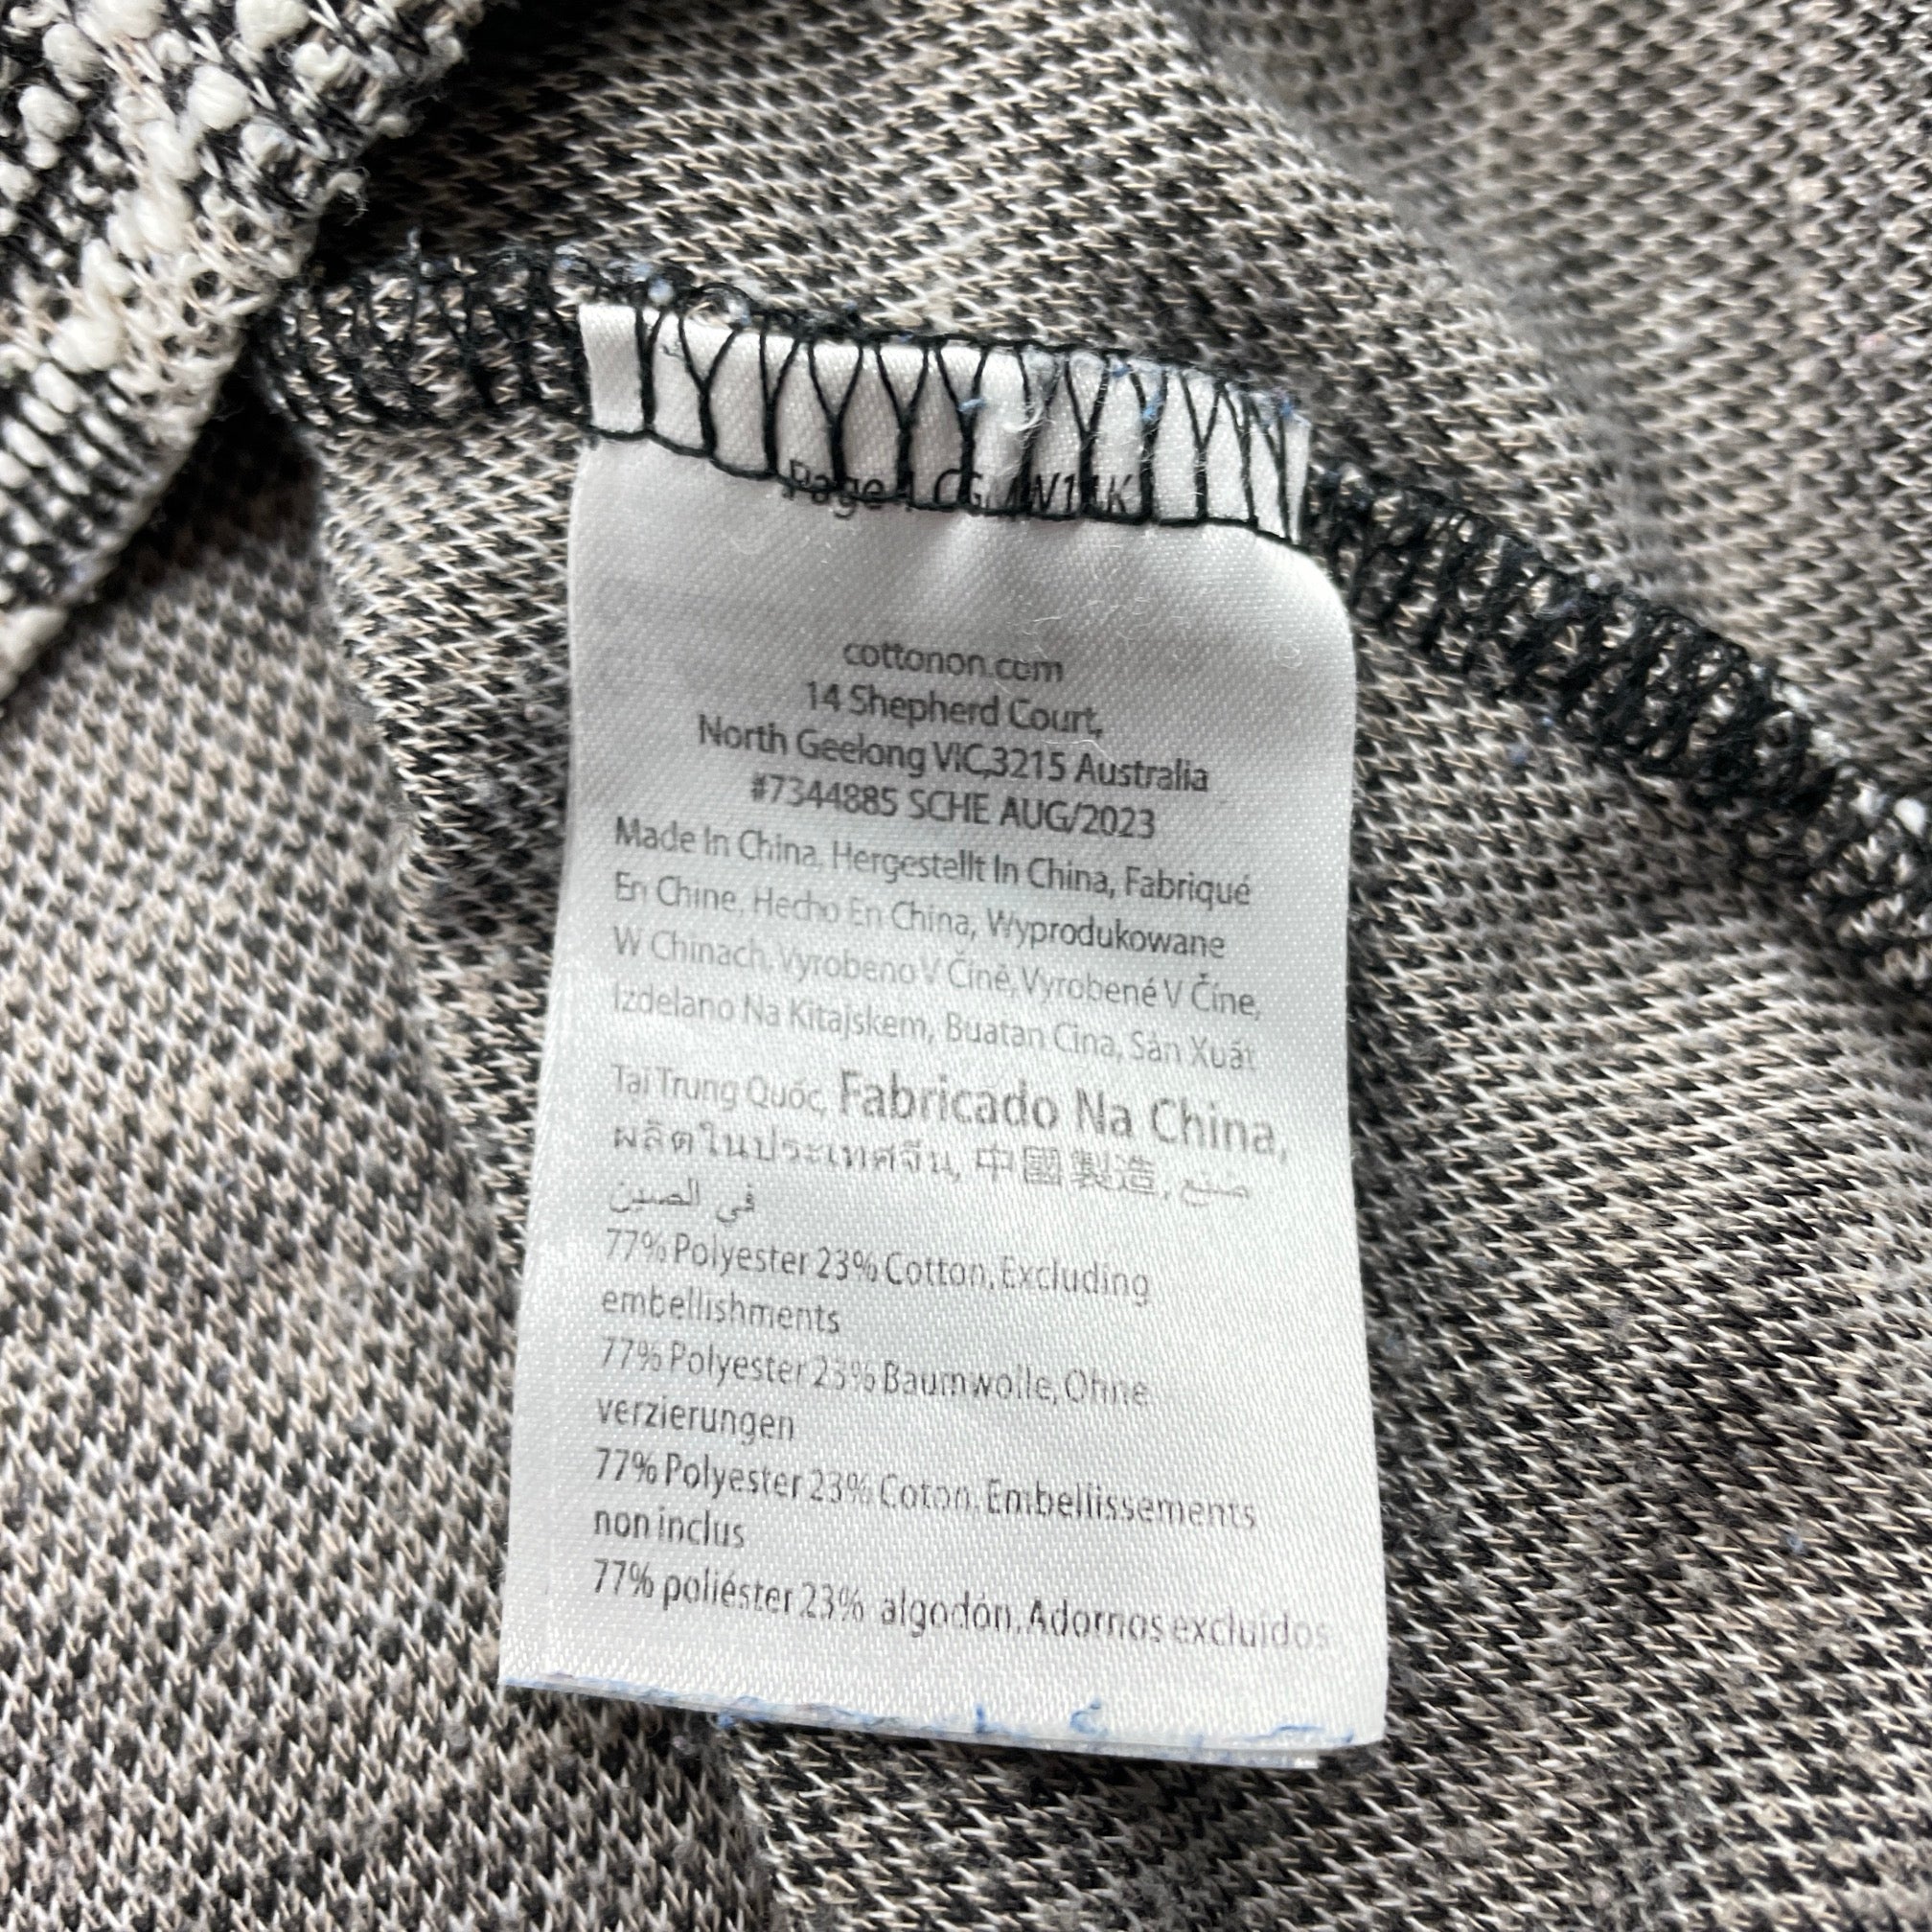 Page
cottonon.com
14 Shepherd Court,
North Geelong VIC,3215 Australia
#7344885 SCHE AUG/2023
Made In China, Hergestellt In China, Fabriqué
En Chine, Hecho En China, Wyprodukowane
W Chinach, Vyrobeno V Číně, Vyrobené V Číne,
Izdelano Na Kitajskem, Buatan Cina, Sản Xuất
Tại Trung Quốc, Fabricado Na China,
ผลิตในประเทศจีน, 中國製造, صنع
في الصين
77% Polyester 23% Cotton, Excluding
embellishments
77% Polyester 23% Baumwolle, Ohne
verzierungen
77% Polyester 23% Coton. Embellissements
non inclus
77% poliéster 23% algodón. Adornos excluidos